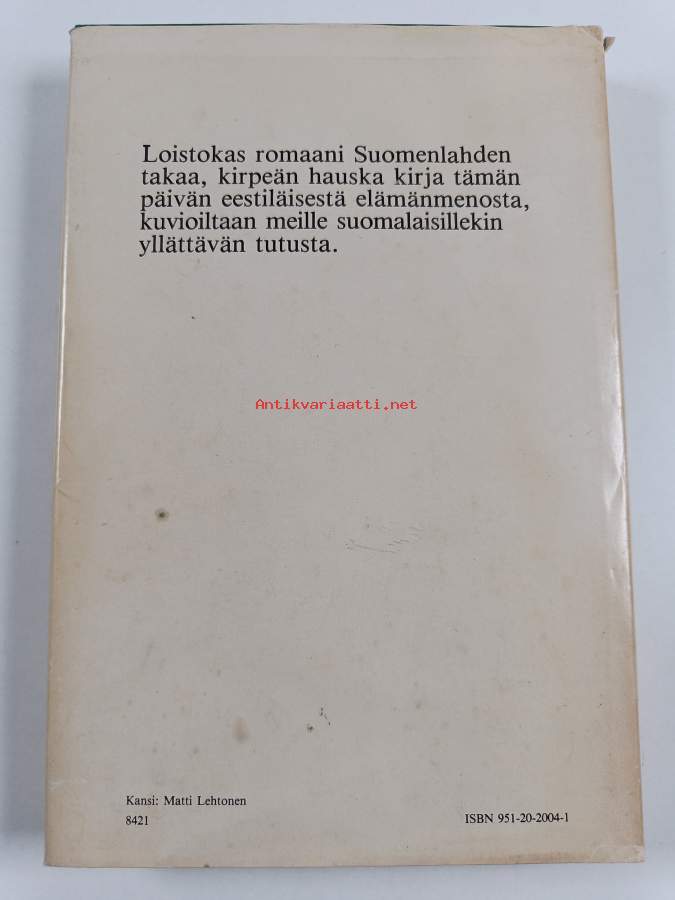 Loistokas romaani Suomenlahden
takaa, kirpeän hauska kirja tämän
päivän eestiläisestä elämänmenosta,
kuvioiltaan meille suomalaisillekin
yllättävän tutusta.
Antikvariaatti.net
Kansi: Matti Lehtonen
8421
ISBN 951-20-2004-1